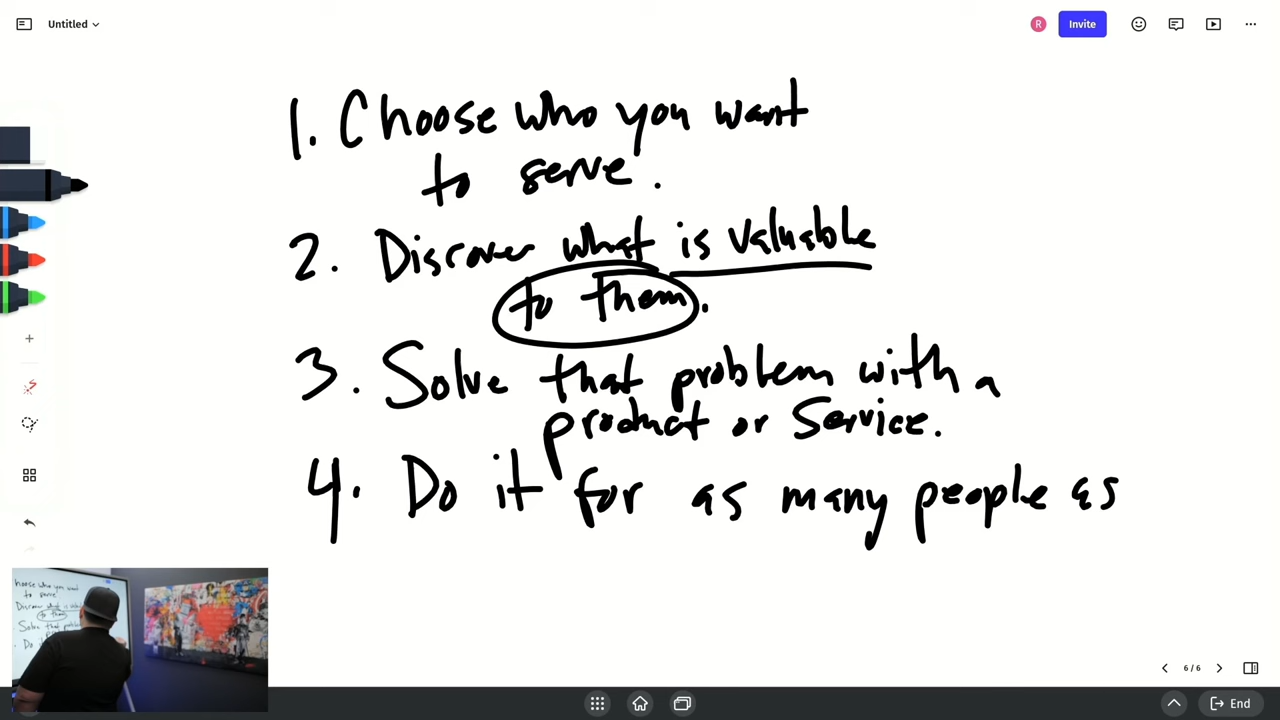 Untitled
R
Invite
1. Choose who you want
to serve.
2. Discover what is valuable
to them.
3. Solve that problem with a
product or Service.
4. Do it for as many people as
6/6
End